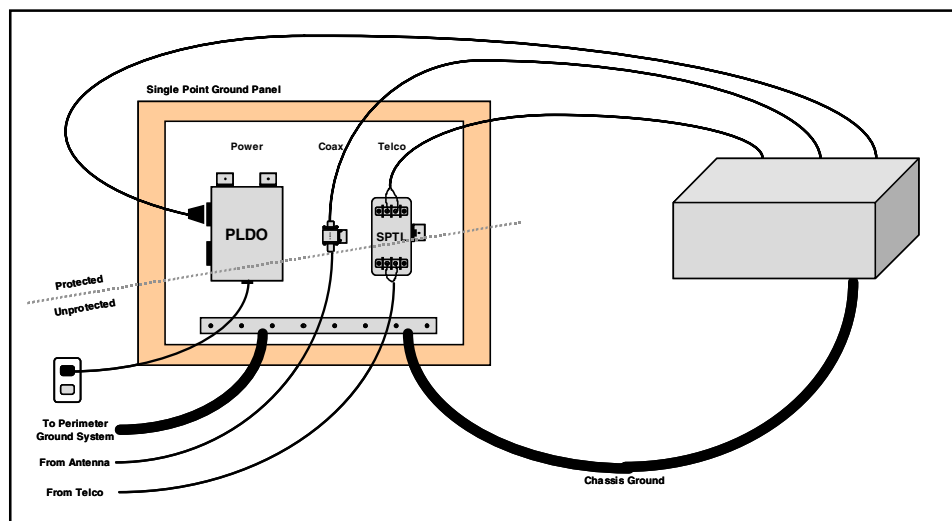 Single Point Ground Panel
Power
Coax
Telco
PLDO
SPTL
Protected
Unprotected
To Perimeter
Ground System
From Antenna
From Telco
Chassis Ground